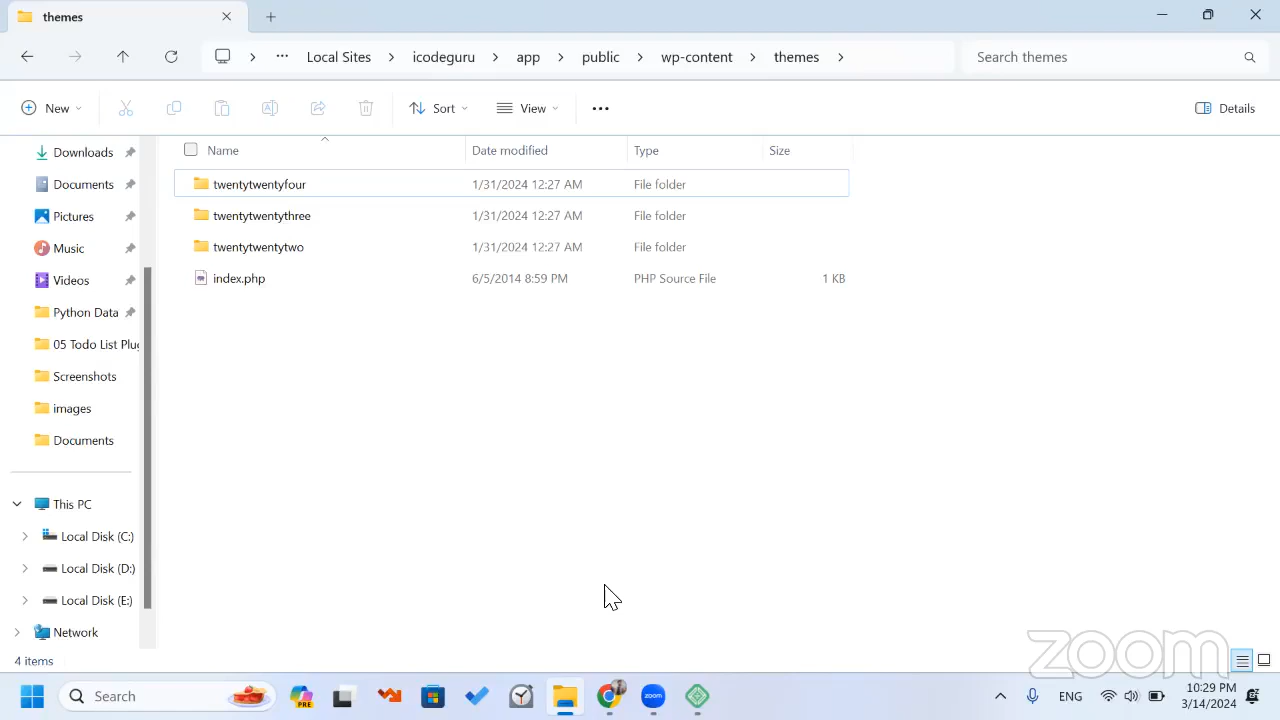 themes
Local Sites > icodeguru > app > public > wp-content > themes >
Search themes
New
Sort
View
Details
Name Date modified Type Size
Downloads
Documents
Pictures
Music
Videos
Python Data
05 Todo List Plug
Screenshots
images
Documents
This PC
Local Disk (C:)
Local Disk (D:)
Local Disk (E:)
Network
twentytwentyfour 1/31/2024 12:27 AM File folder
twentytwentythree 1/31/2024 12:27 AM File folder
twentytwentytwo 1/31/2024 12:27 AM File folder
index.php 6/5/2014 8:59 PM PHP Source File 1 KB
4 items
zoom
Search
PRE
zoom
ENG
10:29 PM
3/14/2024